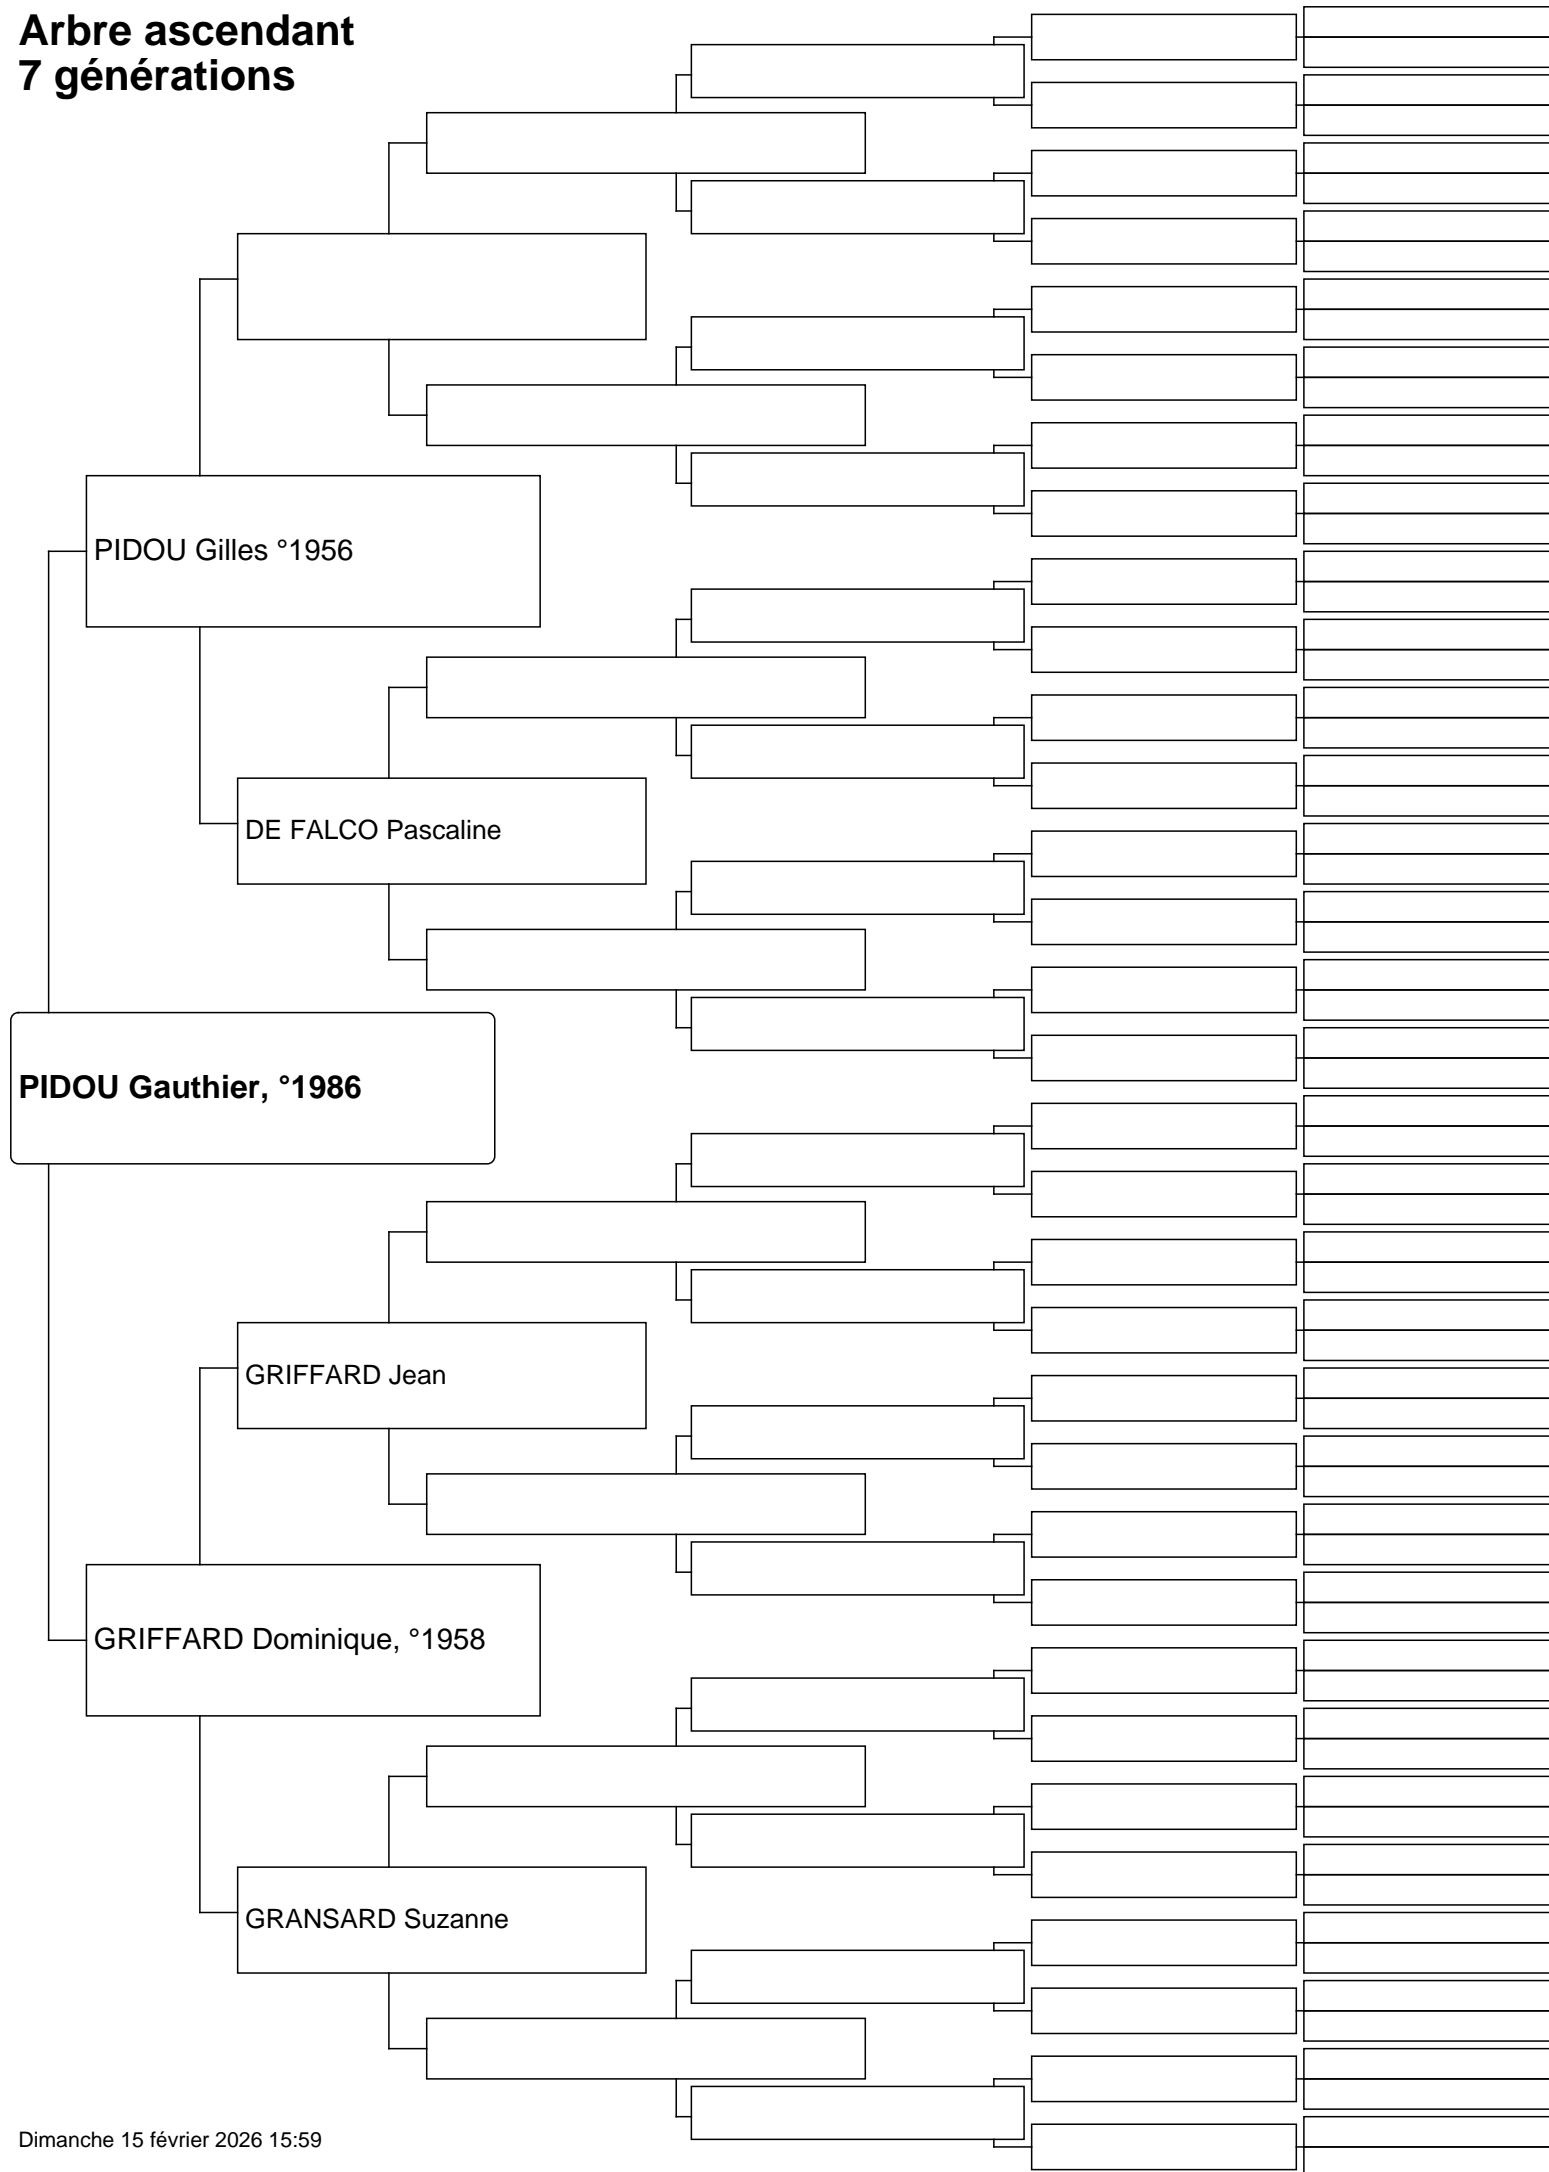 Arbre ascendant
7 générations
PIDOU Gilles °1956
DE FALCO Pascaline
PIDOU Gauthier, °1986
GRIFFARD Jean
GRIFFARD Dominique, °1958
GRANSARD Suzanne
Dimanche 15 février 2026 15:59